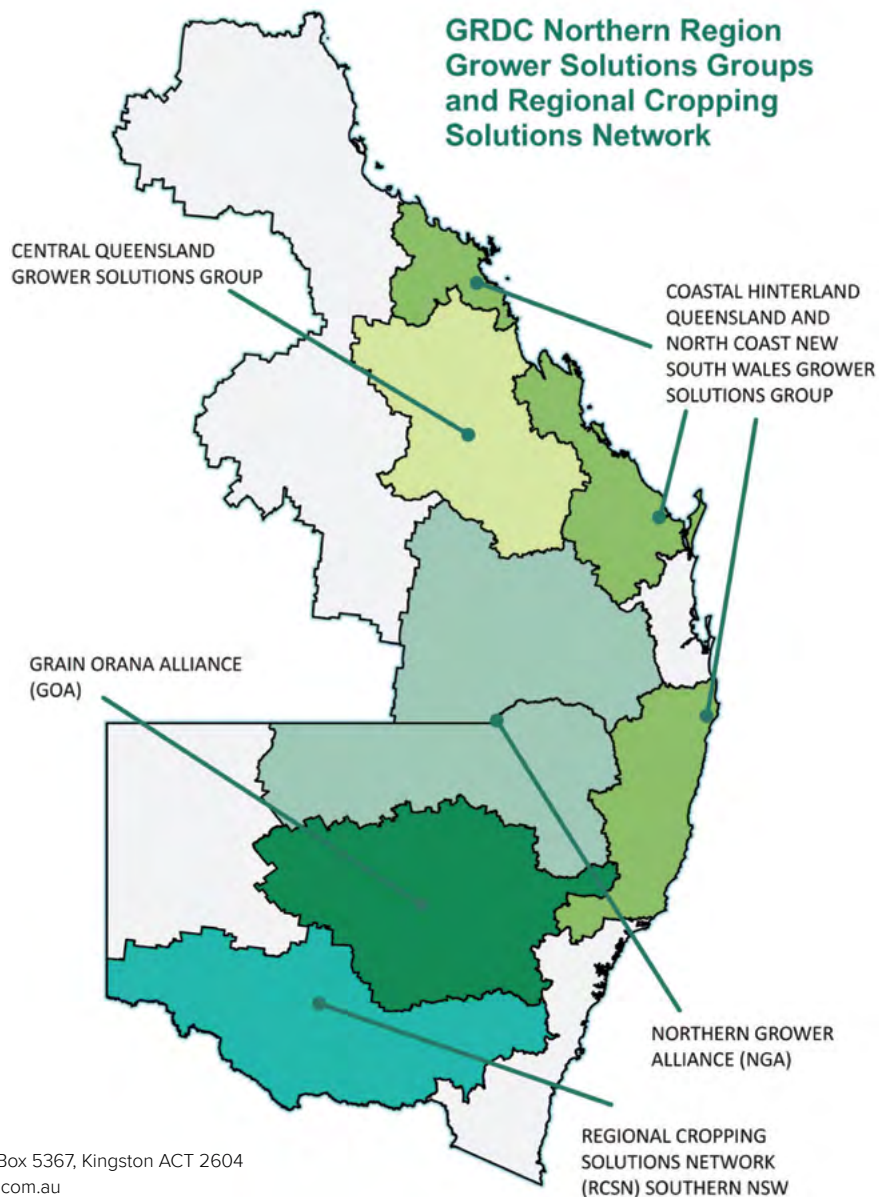 GRDC Northern Region
Grower Solutions Groups
and Regional Cropping
Solutions Network
CENTRAL QUEENSLAND
GROWER SOLUTIONS GROUP
COASTAL HINTERLAND
QUEENSLAND AND
NORTH COAST NEW
SOUTH WALES GROWER
SOLUTIONS GROUP
GRAIN ORANA ALLIANCE
(GOA)
NORTHERN GROWER
ALLIANCE (NGA)
REGIONAL CROPPING
SOLUTIONS NETWORK
(RCSN) SOUTHERN NSW
Box 5367, Kingston ACT 2604
com.au